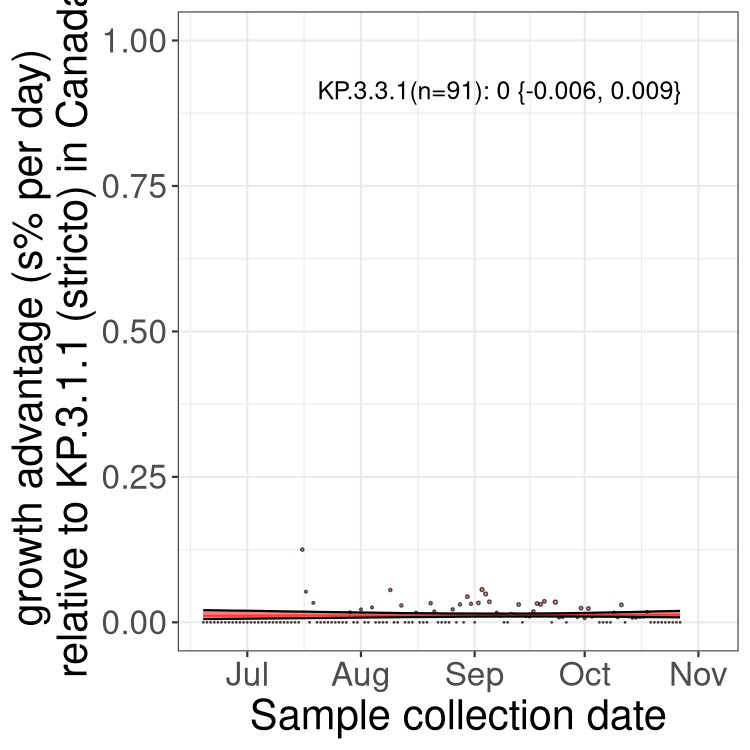 growth advantage (s% per day)
relative to KP.3.1.1 (stricto) in Canada
1.00
0.75
0.50
0.25
0.00
KP.3.3.1(n=91): 0 {-0.006, 0.009}
Jul Aug Sep Oct Nov
Sample collection date